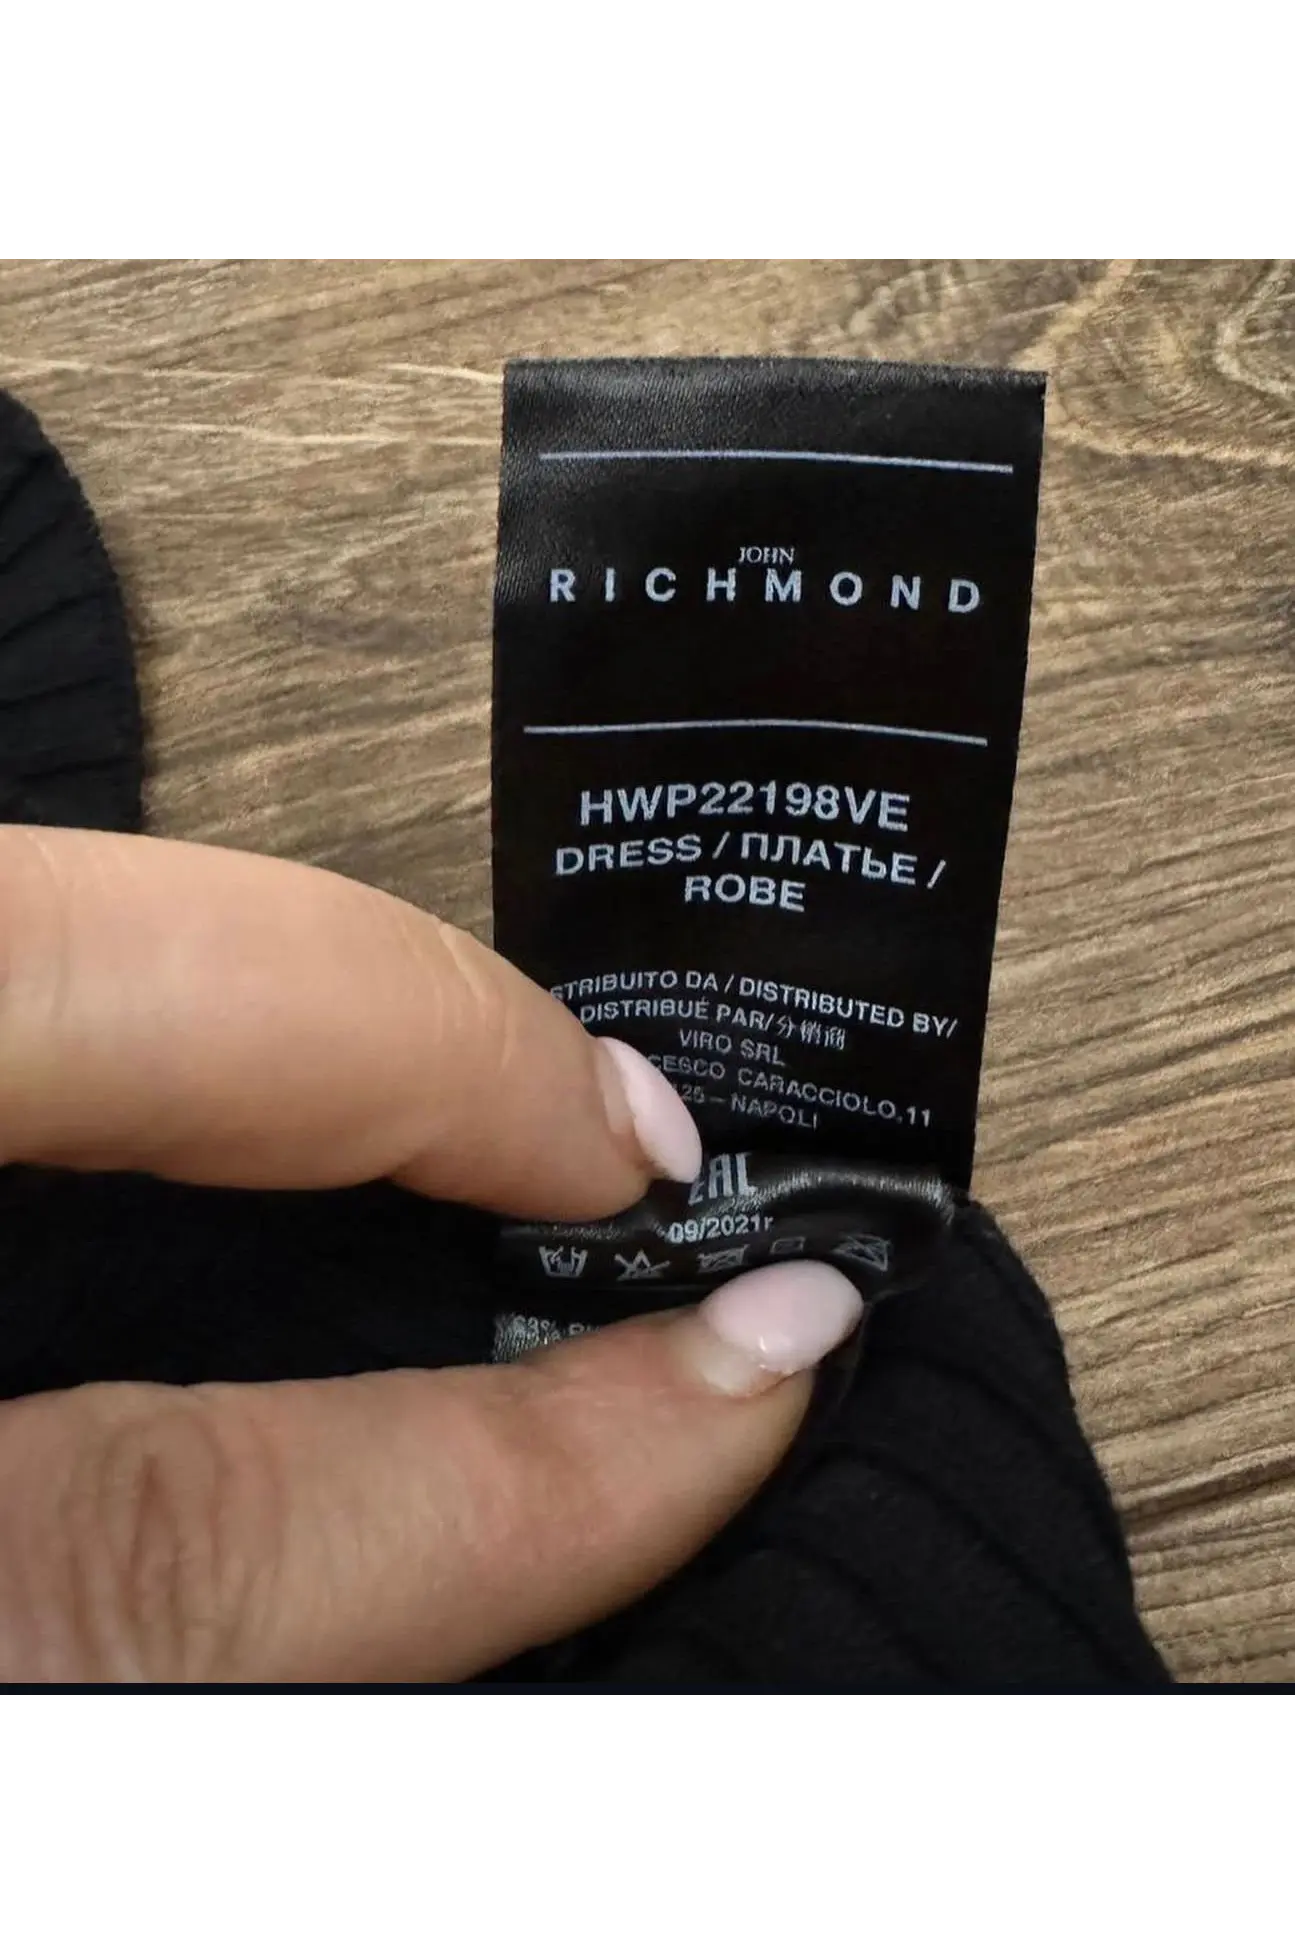 JOHN
RICHMOND
HWP22198VE
DRESS / ПЛАТЬЕ /
ROBE
STRIBUITO DA / DISTRIBUTED BY/
DISTRIBUÉ PAR/分销商
VIRO SRL
CESCO CARACCIOLO,11
25 – NAPOLI
EAC
09/2021г